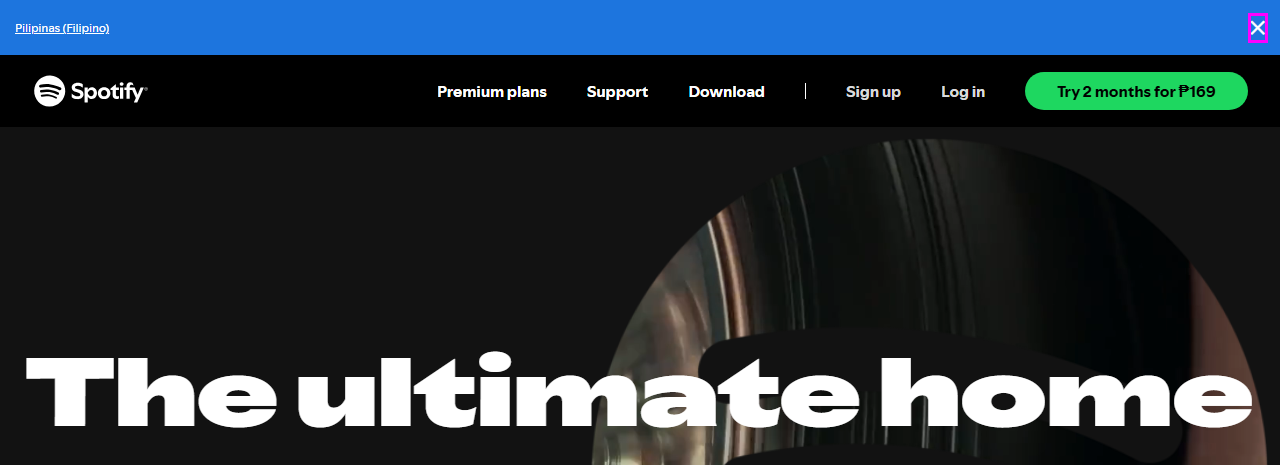 Pilipinas (Filipino)
Spotify®
Premium plans
Support
Download
Sign up
Log in
Try 2 months for ₱169
The ultimate home